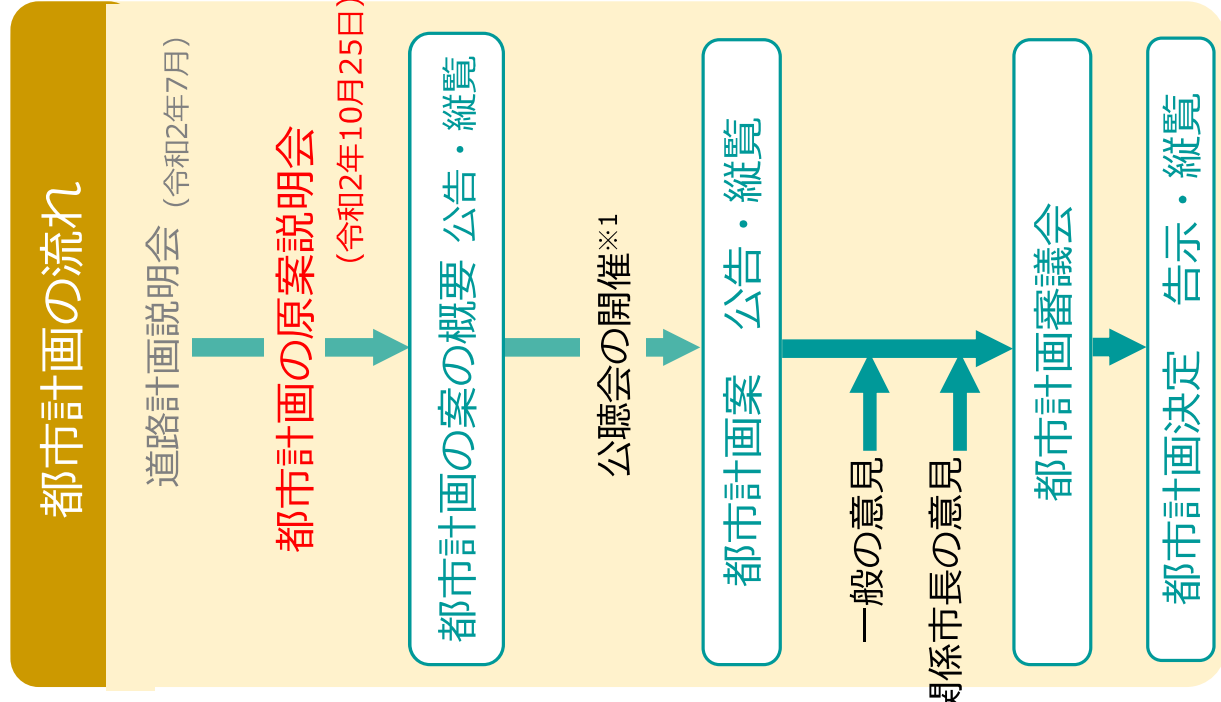 都市計画の流れ
道路計画説明会（令和2年7月）
都市計画の原案説明会
（令和2年10月25日）
都市計画の案の概要 公告・縦覧
公聴会の開催※1
都市計画案　公告・縦覧
一般の意見
関係市長の意見
都市計画審議会
都市計画決定　告示・縦覧